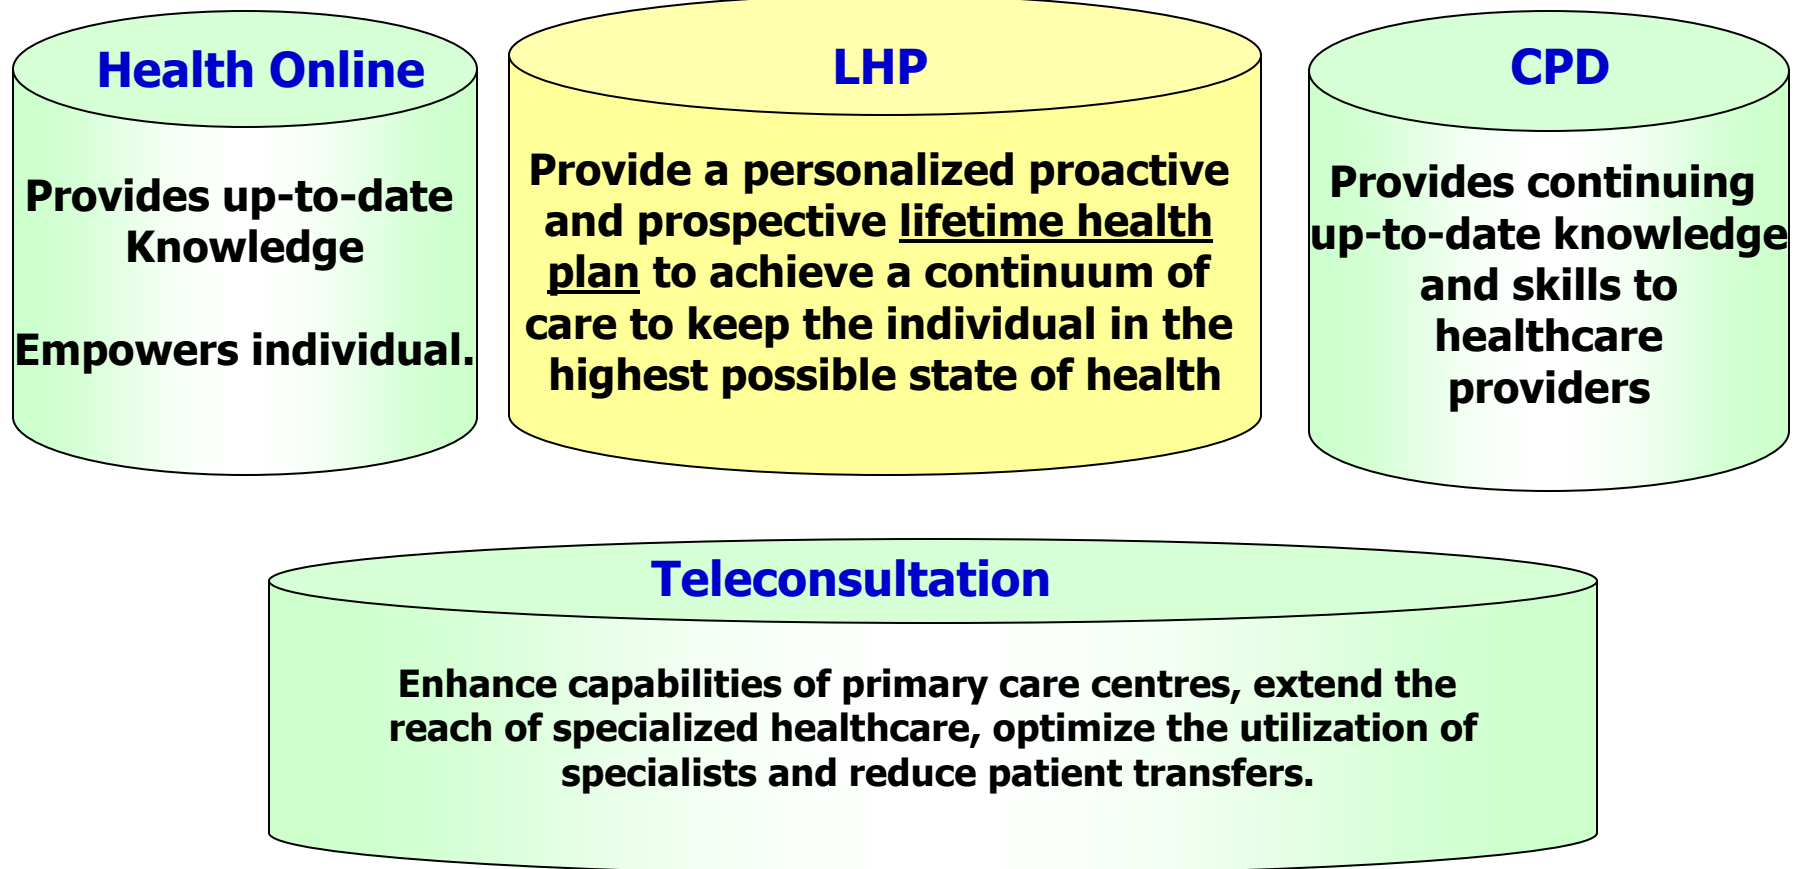 Health Online
Provides up-to-date
Knowledge
Empowers individual.
LHP
Provide a personalized proactive
and prospective lifetime health
plan to achieve a continuum of
care to keep the individual in the
highest possible state of health
CPD
Provides continuing
up-to-date knowledge
and skills to
healthcare
providers
Teleconsultation
Enhance capabilities of primary care centres, extend the
reach of specialized healthcare, optimize the utilization of
specialists and reduce patient transfers.